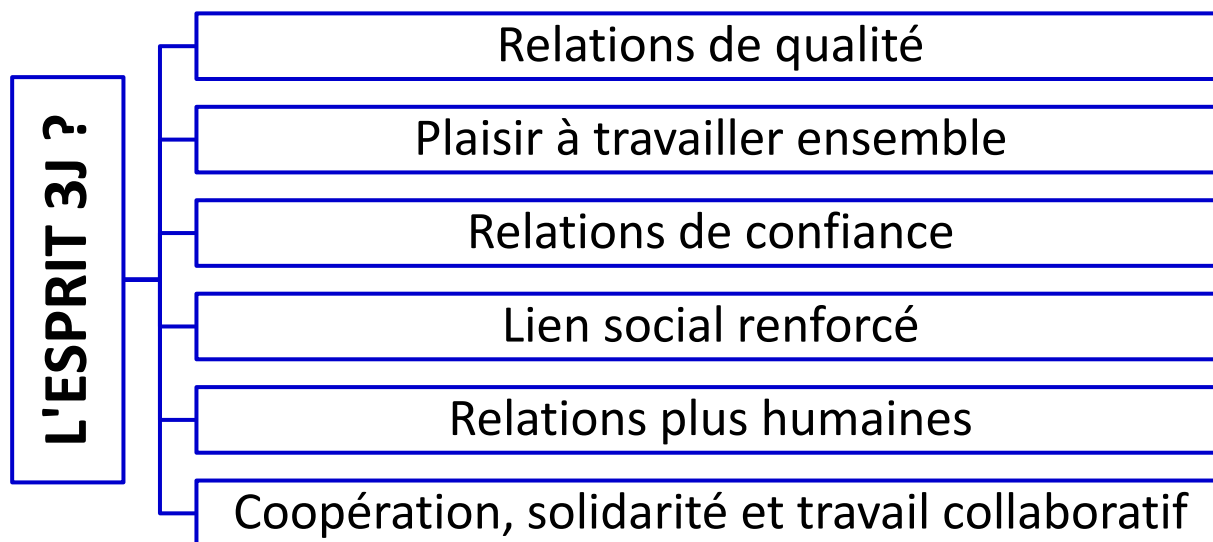 L'ESPRIT 3J ?
Relations de qualité
Plaisir à travailler ensemble
Relations de confiance
Lien social renforcé
Relations plus humaines
Coopération, solidarité et travail collaboratif